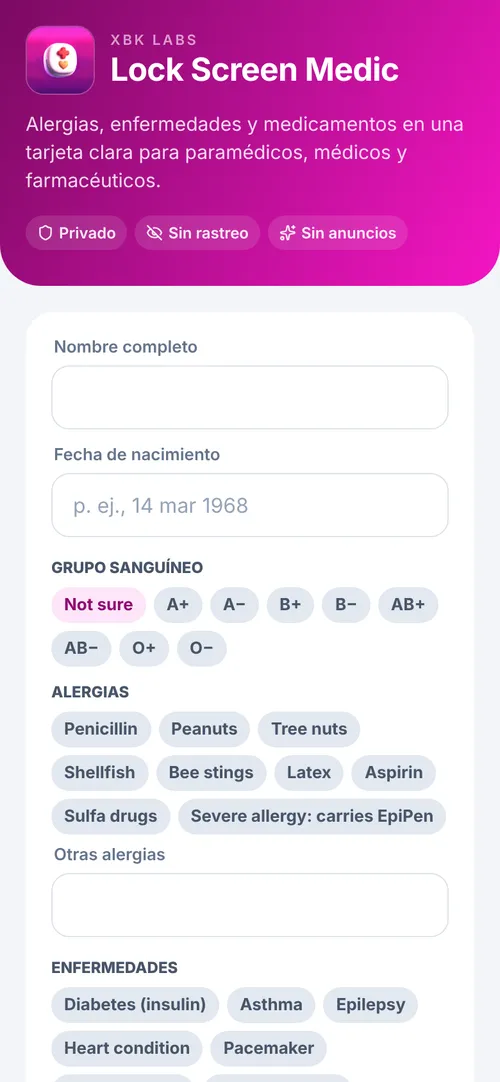 XBK LABS
Lock Screen Medic
Alergias, enfermedades y medicamentos en una
tarjeta clara para paramédicos, médicos y
farmacéuticos.
Privado Sin rastreo Sin anuncios
Nombre completo
Fecha de nacimiento
p. ej., 14 mar 1968
GRUPO SANGUÍNEO
Not sure A+ A− B+ B− AB+
AB− O+ O−
ALERGIAS
Penicillin Peanuts Tree nuts
Shellfish Bee stings Latex Aspirin
Sulfa drugs Severe allergy: carries EpiPen
Otras alergias
ENFERMEDADES
Diabetes (insulin) Asthma Epilepsy
Heart condition Pacemaker